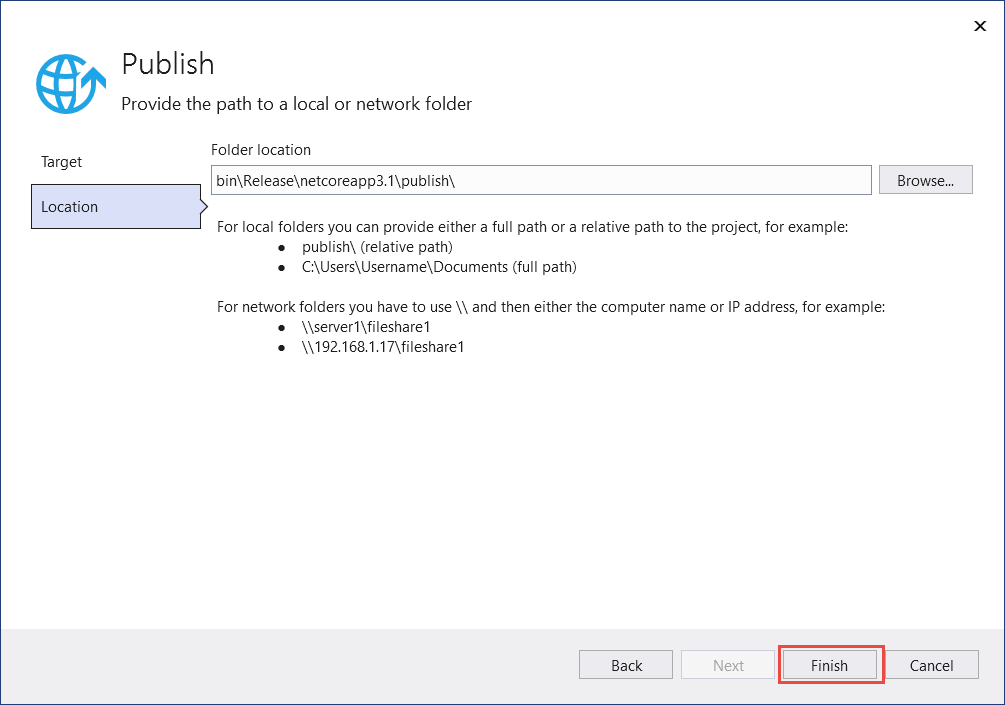 Publish
Provide the path to a local or network folder
Target
Location
Folder location
bin\Release\netcoreapp3.1\publish\
Browse...
For local folders you can provide either a full path or a relative path to the project, for example:
● publish\ (relative path)
● C:\Users\Username\Documents (full path)
For network folders you have to use \\ and then either the computer name or IP address, for example:
● \\server1\fileshare1
● \\192.168.1.17\fileshare1
Back
Next
Finish
Cancel